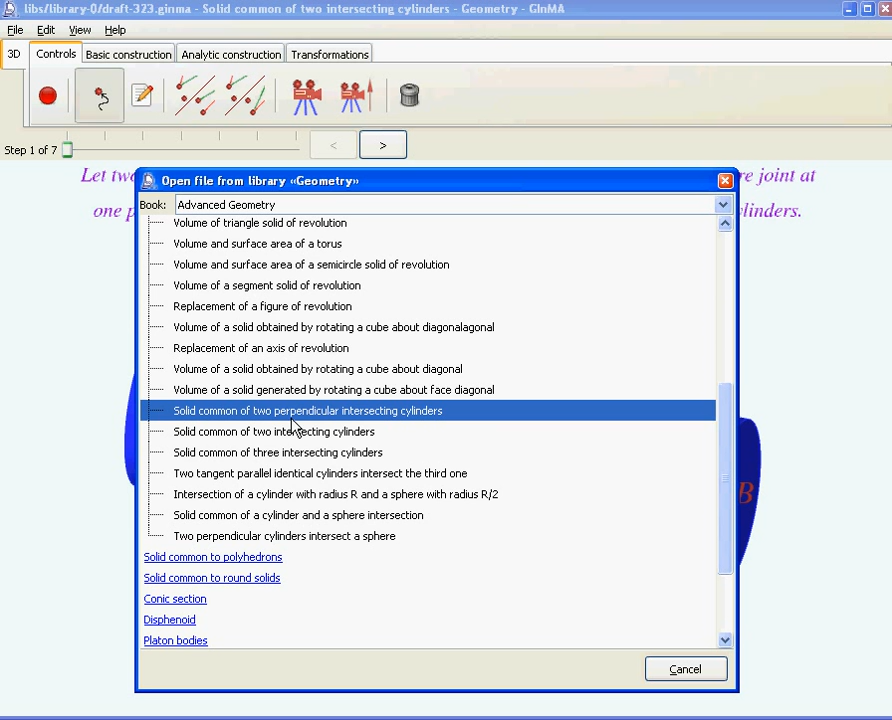 libs/library-0/draft-323.ginma - Solid common of two intersecting cylinders - Geometry - GInMA
File Edit View Help
3D Controls Basic construction Analytic construction Transformations
Step 1 of 7 < >
Let two re joint at
one p ylinders.
Open file from library «Geometry»
Book: Advanced Geometry
Volume of triangle solid of revolution
Volume and surface area of a torus
Volume and surface area of a semicircle solid of revolution
Volume of a segment solid of revolution
Replacement of a figure of revolution
Volume of a solid obtained by rotating a cube about diagonalagonal
Replacement of an axis of revolution
Volume of a solid obtained by rotating a cube about diagonal
Volume of a solid generated by rotating a cube about face diagonal
Solid common of two perpendicular intersecting cylinders
Solid common of two intersecting cylinders
Solid common of three intersecting cylinders
Two tangent parallel identical cylinders intersect the third one
Intersection of a cylinder with radius R and a sphere with radius R/2
B
Solid common of a cylinder and a sphere intersection
Two perpendicular cylinders intersect a sphere
Solid common to polyhedrons
Solid common to round solids
Conic section
Disphenoid
Platon bodies
Cancel